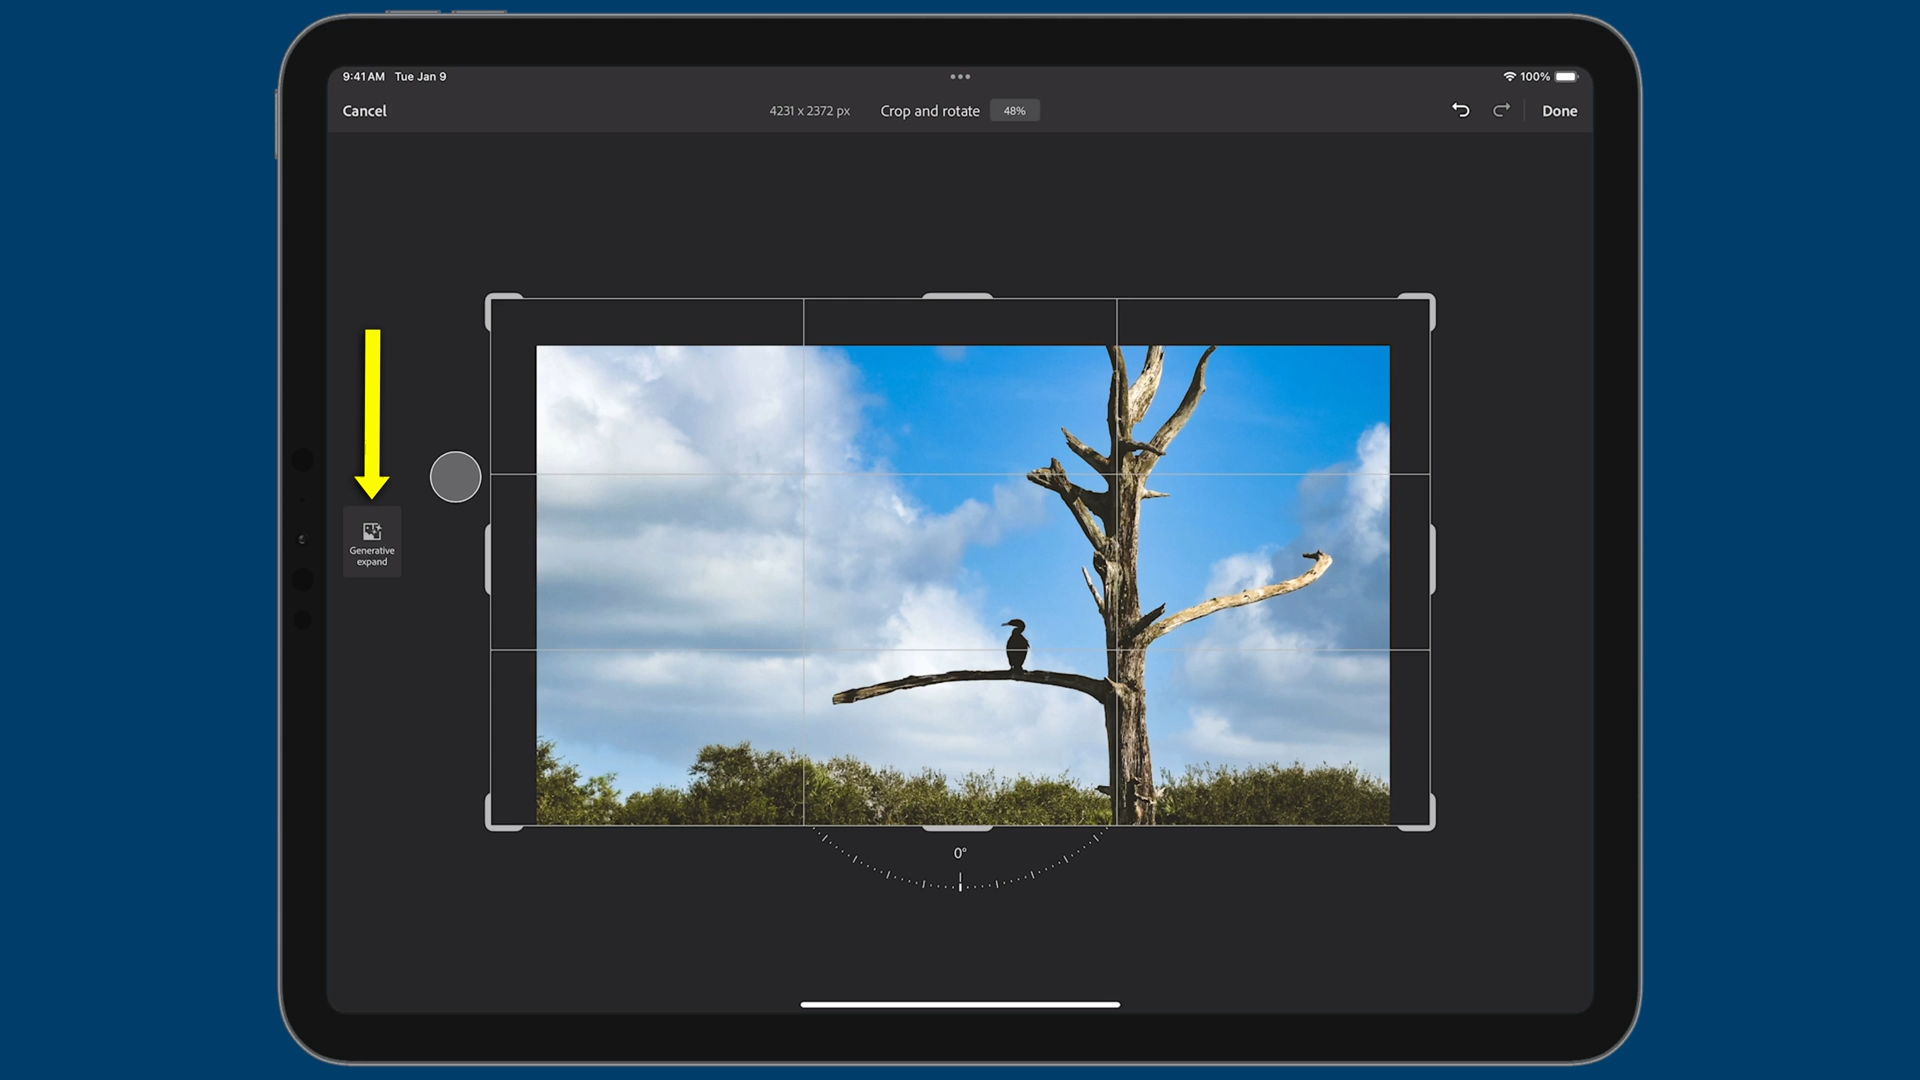 9:41 AM Tue Jan 9
100%
Cancel
4231 x 2372 px
Crop and rotate
48%
Done
Generative
expand
0°